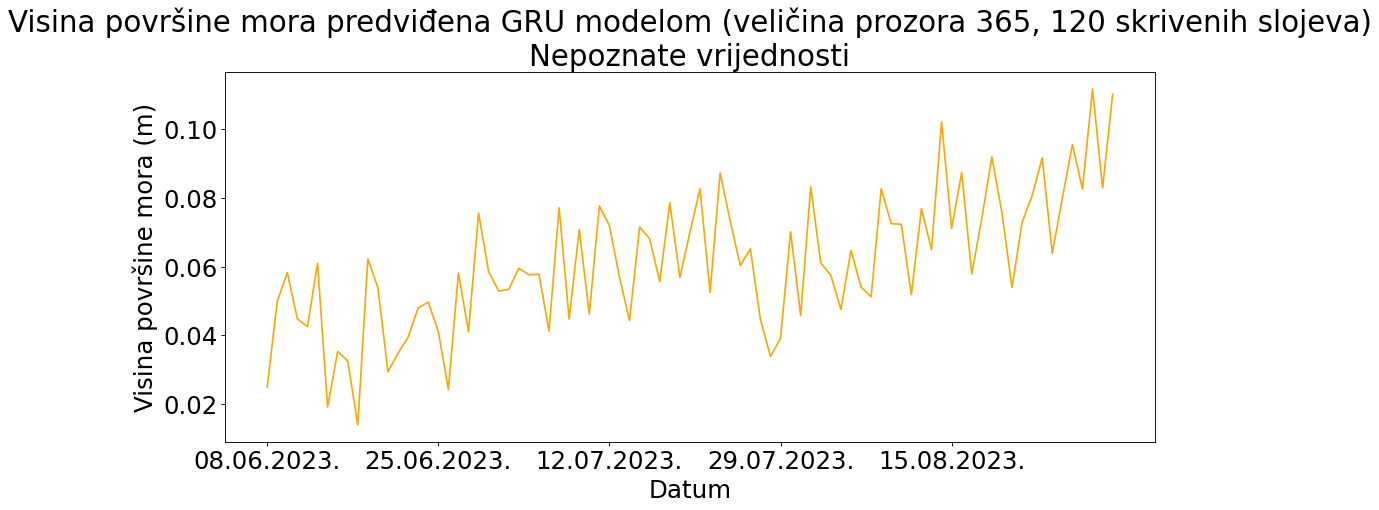 Visina površine mora predviđena GRU modelom (veličina prozora 365, 120 skrivenih slojeva)
Nepoznate vrijednosti
Visina površine mora (m)
0.10
0.08
0.06
0.04
0.02
08.06.2023. 25.06.2023. 12.07.2023. 29.07.2023. 15.08.2023.
Datum